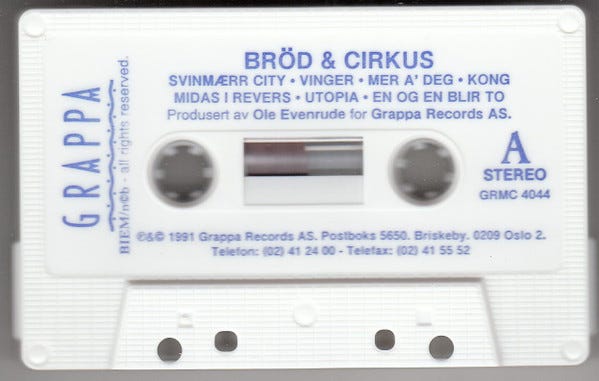 BRÖD & CIRKUS
SVINMÆRR CITY • VINGER • MER A' DEG • KONG
MIDAS I REVERS • UTOPIA • EN OG EN BLIR TO
Produsert av Ole Evenrude for Grappa Records AS.
GRAPPA
BIEM/n©b - all rights reserved.
A
STEREO
GRMC 4044
℗&© 1991 Grappa Records AS. Postboks 5650. Briskeby. 0209 Oslo 2.
Telefon: (02) 41 24 00 - Telefax: (02) 41 55 52